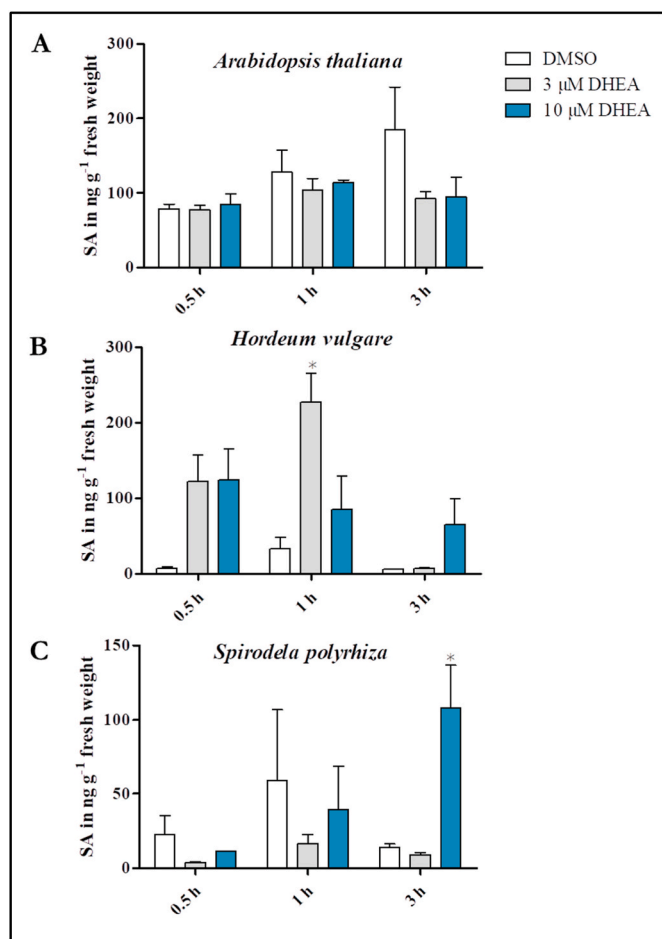 A
Arabidopsis thaliana
DMSO
3 µM DHEA
10 µM DHEA
SA in ng g⁻¹ fresh weight
300
200
100
0
0.5 h
1 h
3 h
B
Hordeum vulgare
SA in ng g⁻¹ fresh weight
300
200
100
0
*
0.5 h
1 h
3 h
C
Spirodela polyrhiza
SA in ng g⁻¹ fresh weight
150
100
50
0
*
0.5 h
1 h
3 h